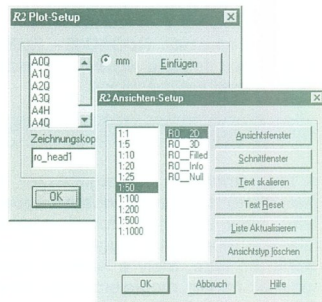 R2 Plot-Setup
A0Q
A1Q
A2Q
A3Q
A4H
A4Q
mm
Einfügen
Zeichnungskop
ro_head1
OK
R2 Ansichten-Setup
1:1
1:5
1:10
1:20
1:25
1:50
1:100
1:200
1:500
1:1000
RO__2D
RO__3D
RO__Filled
RO__Info
RO__Null
Ansichtsfenster
Schnittfenster
Text skalieren
Text Reset
Liste Aktualisieren
Ansichtstyp löschen
OK
Abbruch
Hilfe